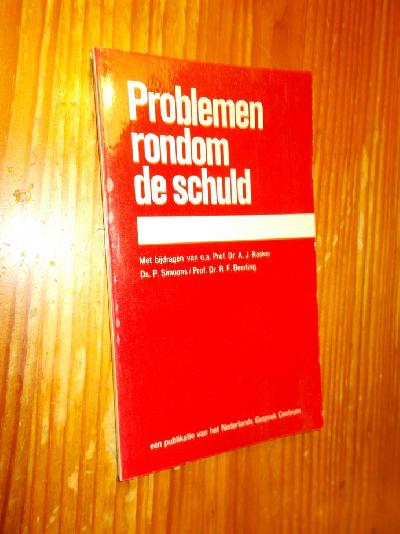 Problemen
rondom
de schuld
Met bijdragen van o.a. Prof. Dr. A. J. Rasker
Ds. P. Simoons / Prof. Dr. R. F. Beerling
een publikatie van het Nederlands Gesprek Centrum